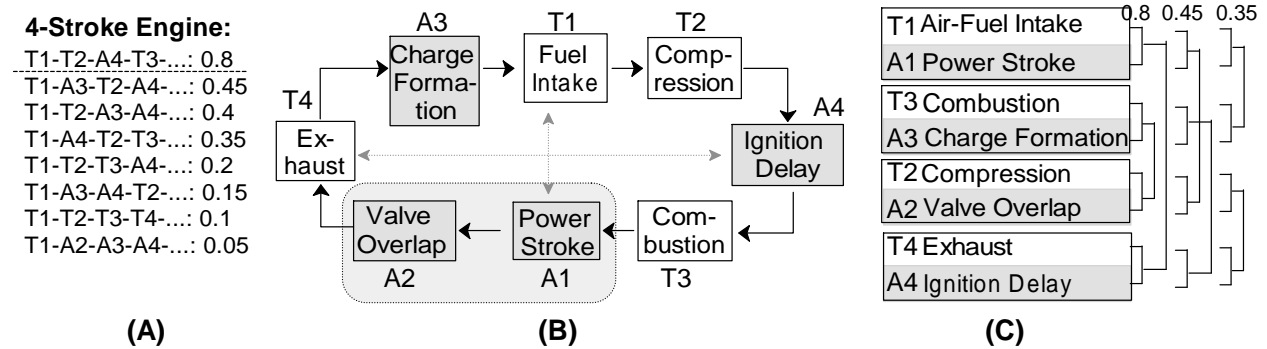 4-Stroke Engine:
T1-T2-A4-T3-...: 0.8
T1-A3-T2-A4-...: 0.45
T1-T2-A3-A4-...: 0.4
T1-A4-T2-T3-...: 0.35
T1-T2-T3-A4-...: 0.2
T1-A3-A4-T2-...: 0.15
T1-T2-T3-T4-...: 0.1
T1-A2-A3-A4-...: 0.05
(A)
A3
Charge
Forma-
tion
T1
Fuel
Intake
T2
Comp-
ression
A4
Ignition
Delay
T4
Ex-
haust
Valve
Overlap
A2
Power
Stroke
A1
Com-
bustion
T3
(B)
0.8 0.45 0.35
T1 Air-Fuel Intake
A1 Power Stroke
T3 Combustion
A3 Charge Formation
T2 Compression
A2 Valve Overlap
T4 Exhaust
A4 Ignition Delay
(C)